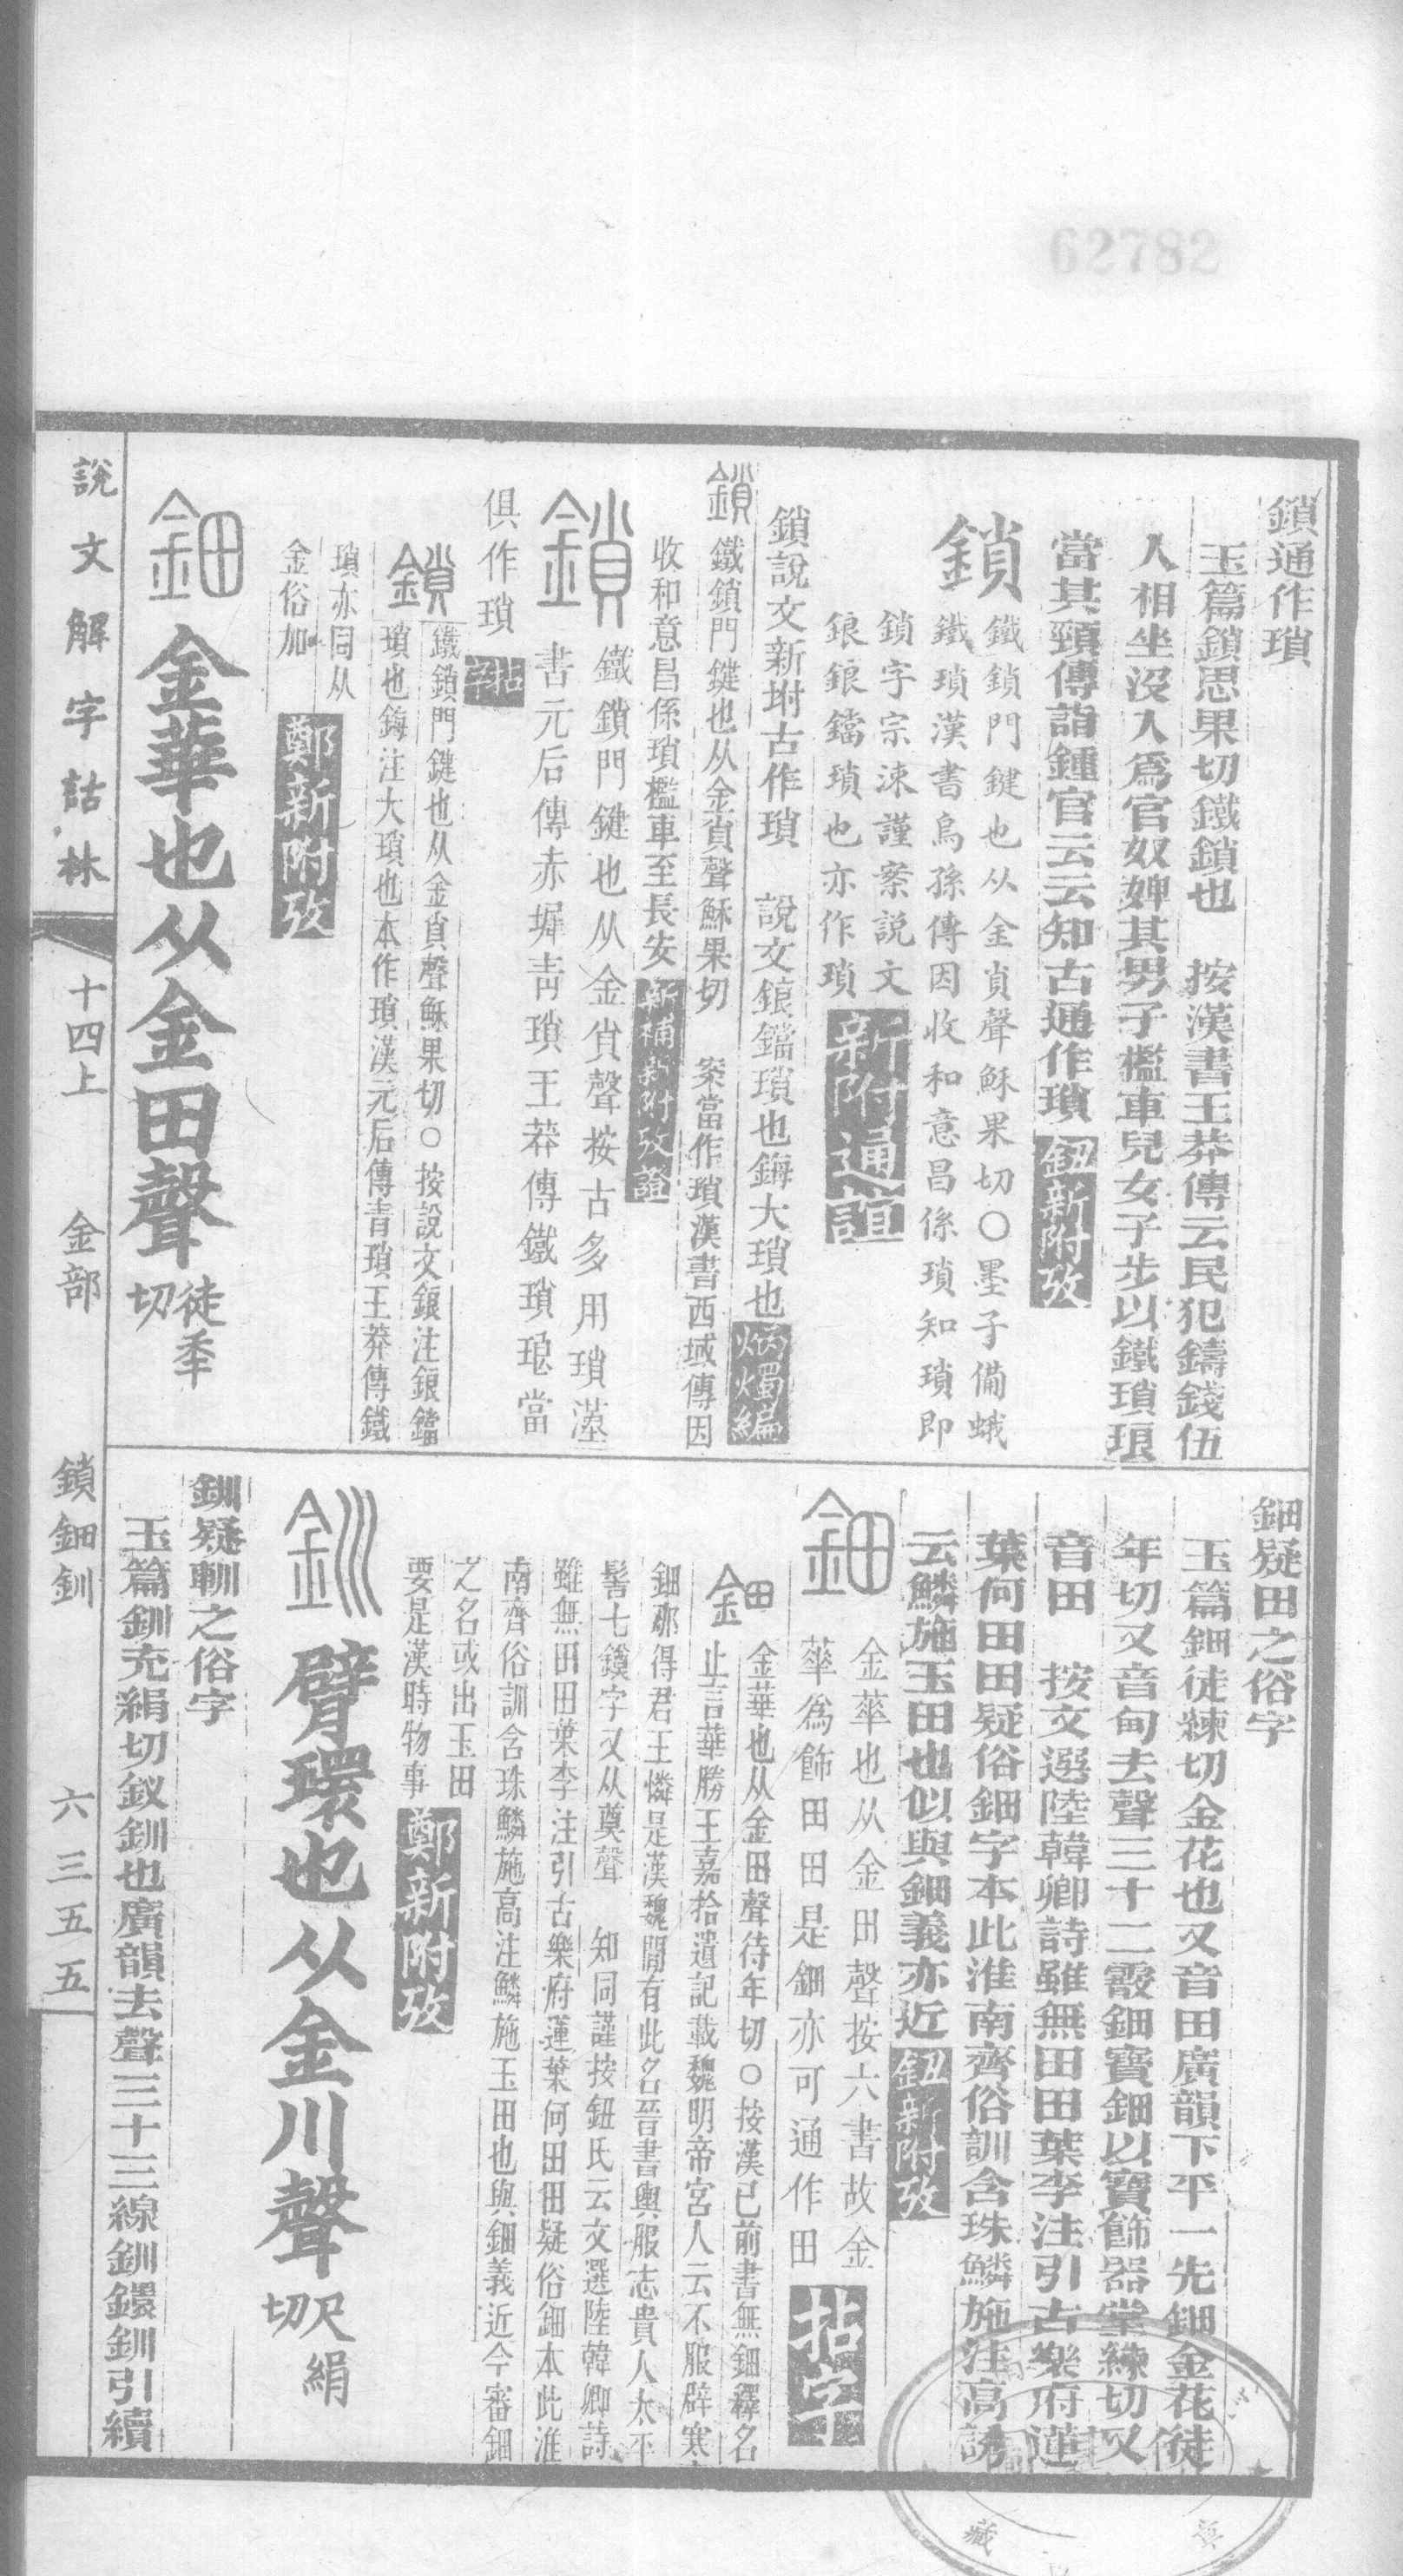 62782
鎖通作瑣
玉篇鎖思果切鐵鎖也　按漢書王莽傳云民犯鑄錢伍
人相坐沒入爲官奴婢其男子檻車兒女子步以鐵瑣琅
當其頸傳詣鍾官云云知古通作瑣鈕新附攷
鎖
鐵鎖門鍵也从金𧴪聲穌果切〇墨子備蛾
鐵瑣漢書烏孫傳因收和意昌係瑣知瑣即
鎖字宗涑謹案說文
鋃鋃鐺瑣也亦作瑣
新附通誼
鎖說文新坿古作瑣　說文鋃鐺瑣也鋂大瑣也炳燭編
鎖
鐵鎖門鍵也从金𧴪聲穌果切　案當作瑣漢書西域傳因
收和意昌係瑣檻車至長安新補新附攷證
鎖
鐵鎖門鍵也从金𧴪聲按古多用瑣漢
書元后傳赤墀靑瑣王莽傳鐵瑣琅當
俱作瑣拈字
鎖
鐵鎖門鍵也从金𧴪聲穌果切〇按說文鋃注鋃鐺
瑣也鋂注大瑣也本作瑣漢元后傳青瑣王莽傳鐵
瑣亦同从
金俗加
鄭新附攷
鈿
金華也从金田聲徒秊切
鈿疑田之俗字
玉篇鈿徒練切金花也又音田廣韻下平一先鈿金花徒
年切又音甸去聲三十二霰鈿寶鈿以寶飾器堂練切又
音田　按文選陸韓卿詩雖無田田葉李注引古樂府蓮
葉何田田疑俗鈿字本此淮南齊俗訓含珠鱗施注高誘
云鱗施玉田也似與鈿義亦近鈕新附攷
鈿
金華也从金田聲按六書故金
華爲飾田田是鈿亦可通作田
拈字
鈿
金華也从金田聲待年切〇按漢已前書無鈿釋名
止言華勝王嘉拾遺記載魏明帝宮人云不服辟寒
鈿那得君王憐是漢魏間有此名晉書輿服志貴人太平
髻七鏌字又从奠聲　知同謹按鈕氏云文選陸韓卿詩
雖無田田葉李注引古樂府蓮葉何田田疑俗鈿本此淮
南齊俗訓含珠鱗施高注鱗施玉田也與鈿義近今審鈿
之名或出玉田
要是漢時物事
鄭新附攷
釧
臂環也从金川聲尺絹切
釧疑䡅之俗字
玉篇釧充絹切釵釧也廣韻去聲三十三線釧鐶釧引續
說文解字詁林
十四上
金部
鎖鈿釧
六三五五
藏